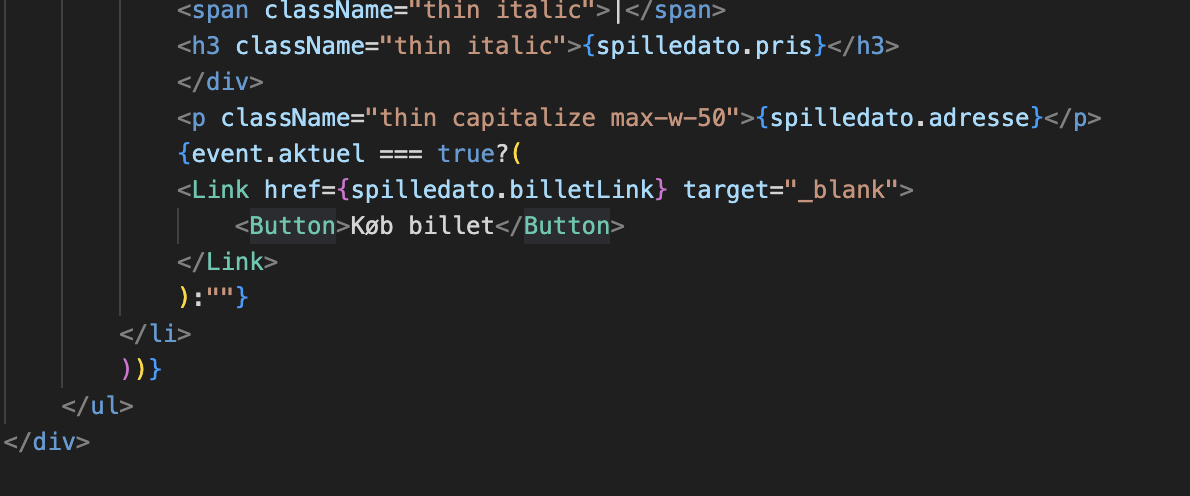 <span className="thin italic">|</span>
<h3 className="thin italic">{spilledato.pris}</h3>
</div>
<p className="thin capitalize max-w-50">{spilledato.adresse}</p>
{event.aktuel === true?(
<Link href={spilledato.billetLink} target="_blank">
<Button>Køb billet</Button>
</Link>
):""}
</li>
))}
</ul>
</div>